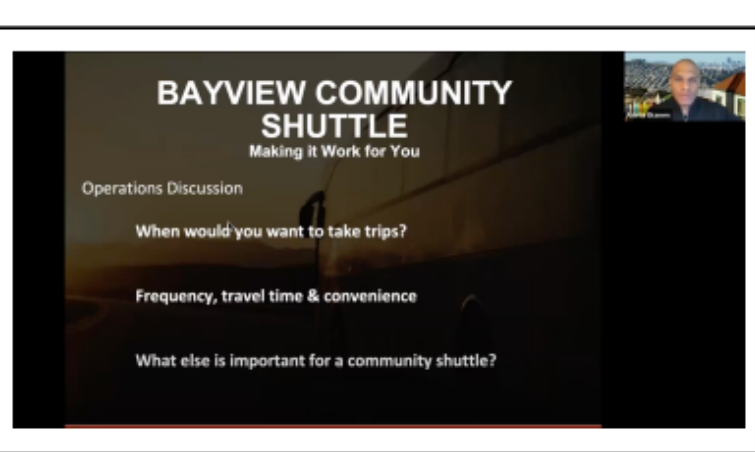 BAYVIEW COMMUNITY
SHUTTLE
Making it Work for You
Operations Discussion
When would you want to take trips?
Frequency, travel time & convenience
What else is important for a community shuttle?